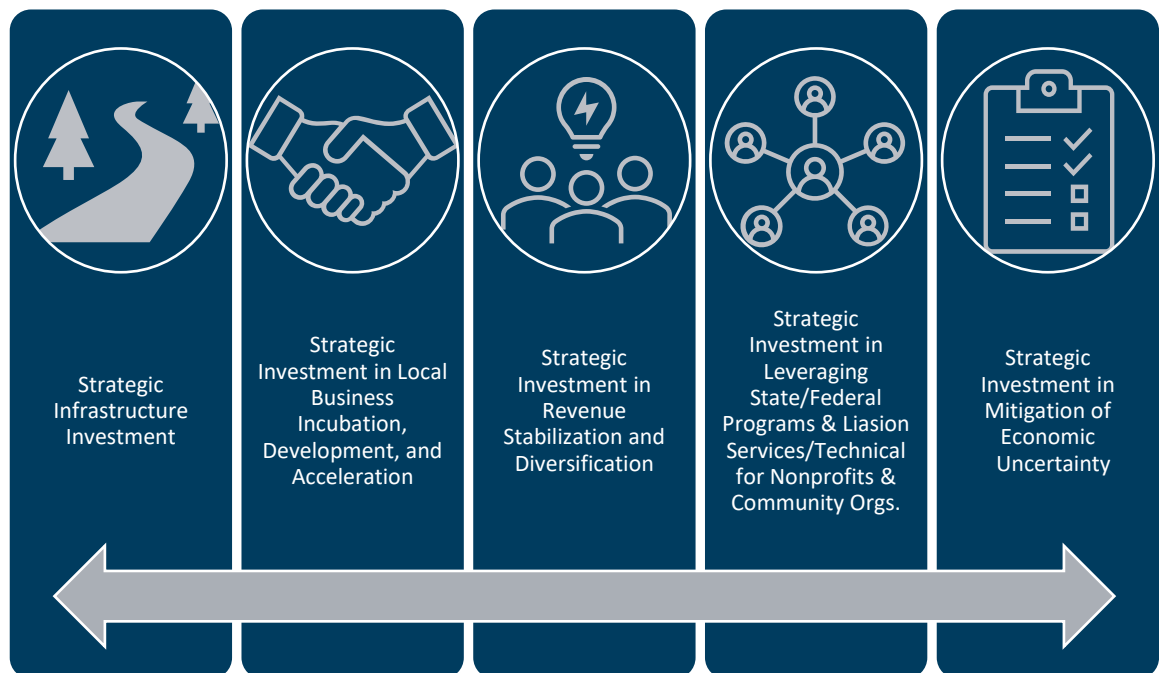 Strategic
Infrastructure
Investment
Strategic
Investment in Local
Business
Incubation,
Development, and
Acceleration
Strategic
Investment in
Revenue
Stabilization and
Diversification
Strategic
Investment in
Leveraging
State/Federal
Programs & Liasion
Services/Technical
for Nonprofits &
Community Orgs.
Strategic
Investment in
Mitigation of
Economic
Uncertainty